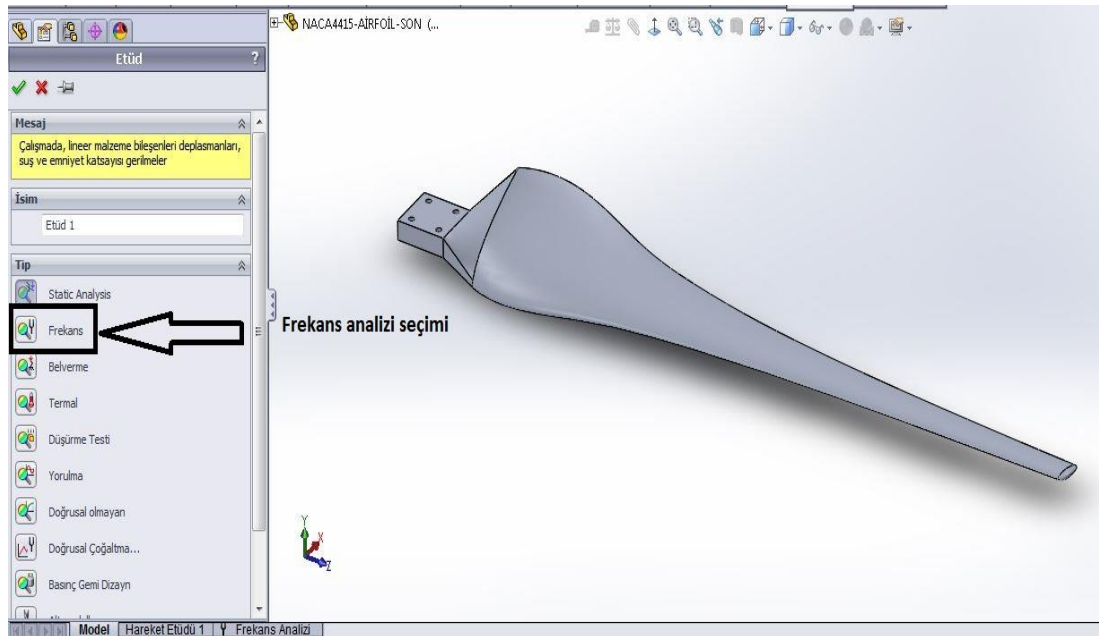 NACA4415-AİRFOİL-SON (...
Etüd
?
Mesaj
Çalışmada, lineer malzeme bileşenleri deplasmanları,
suş ve emniyet katsayısı gerilmeler
İsim
Etüd 1
Tip
Static Analysis
Frekans
Frekans analizi seçimi
Belverme
Termal
Düşürme Testi
Yorulma
Doğrusal olmayan
Doğrusal Çoğaltma...
Basınç Gemi Dizayn
Y
X
Z
Model
Hareket Etüdü 1
Frekans Analizi